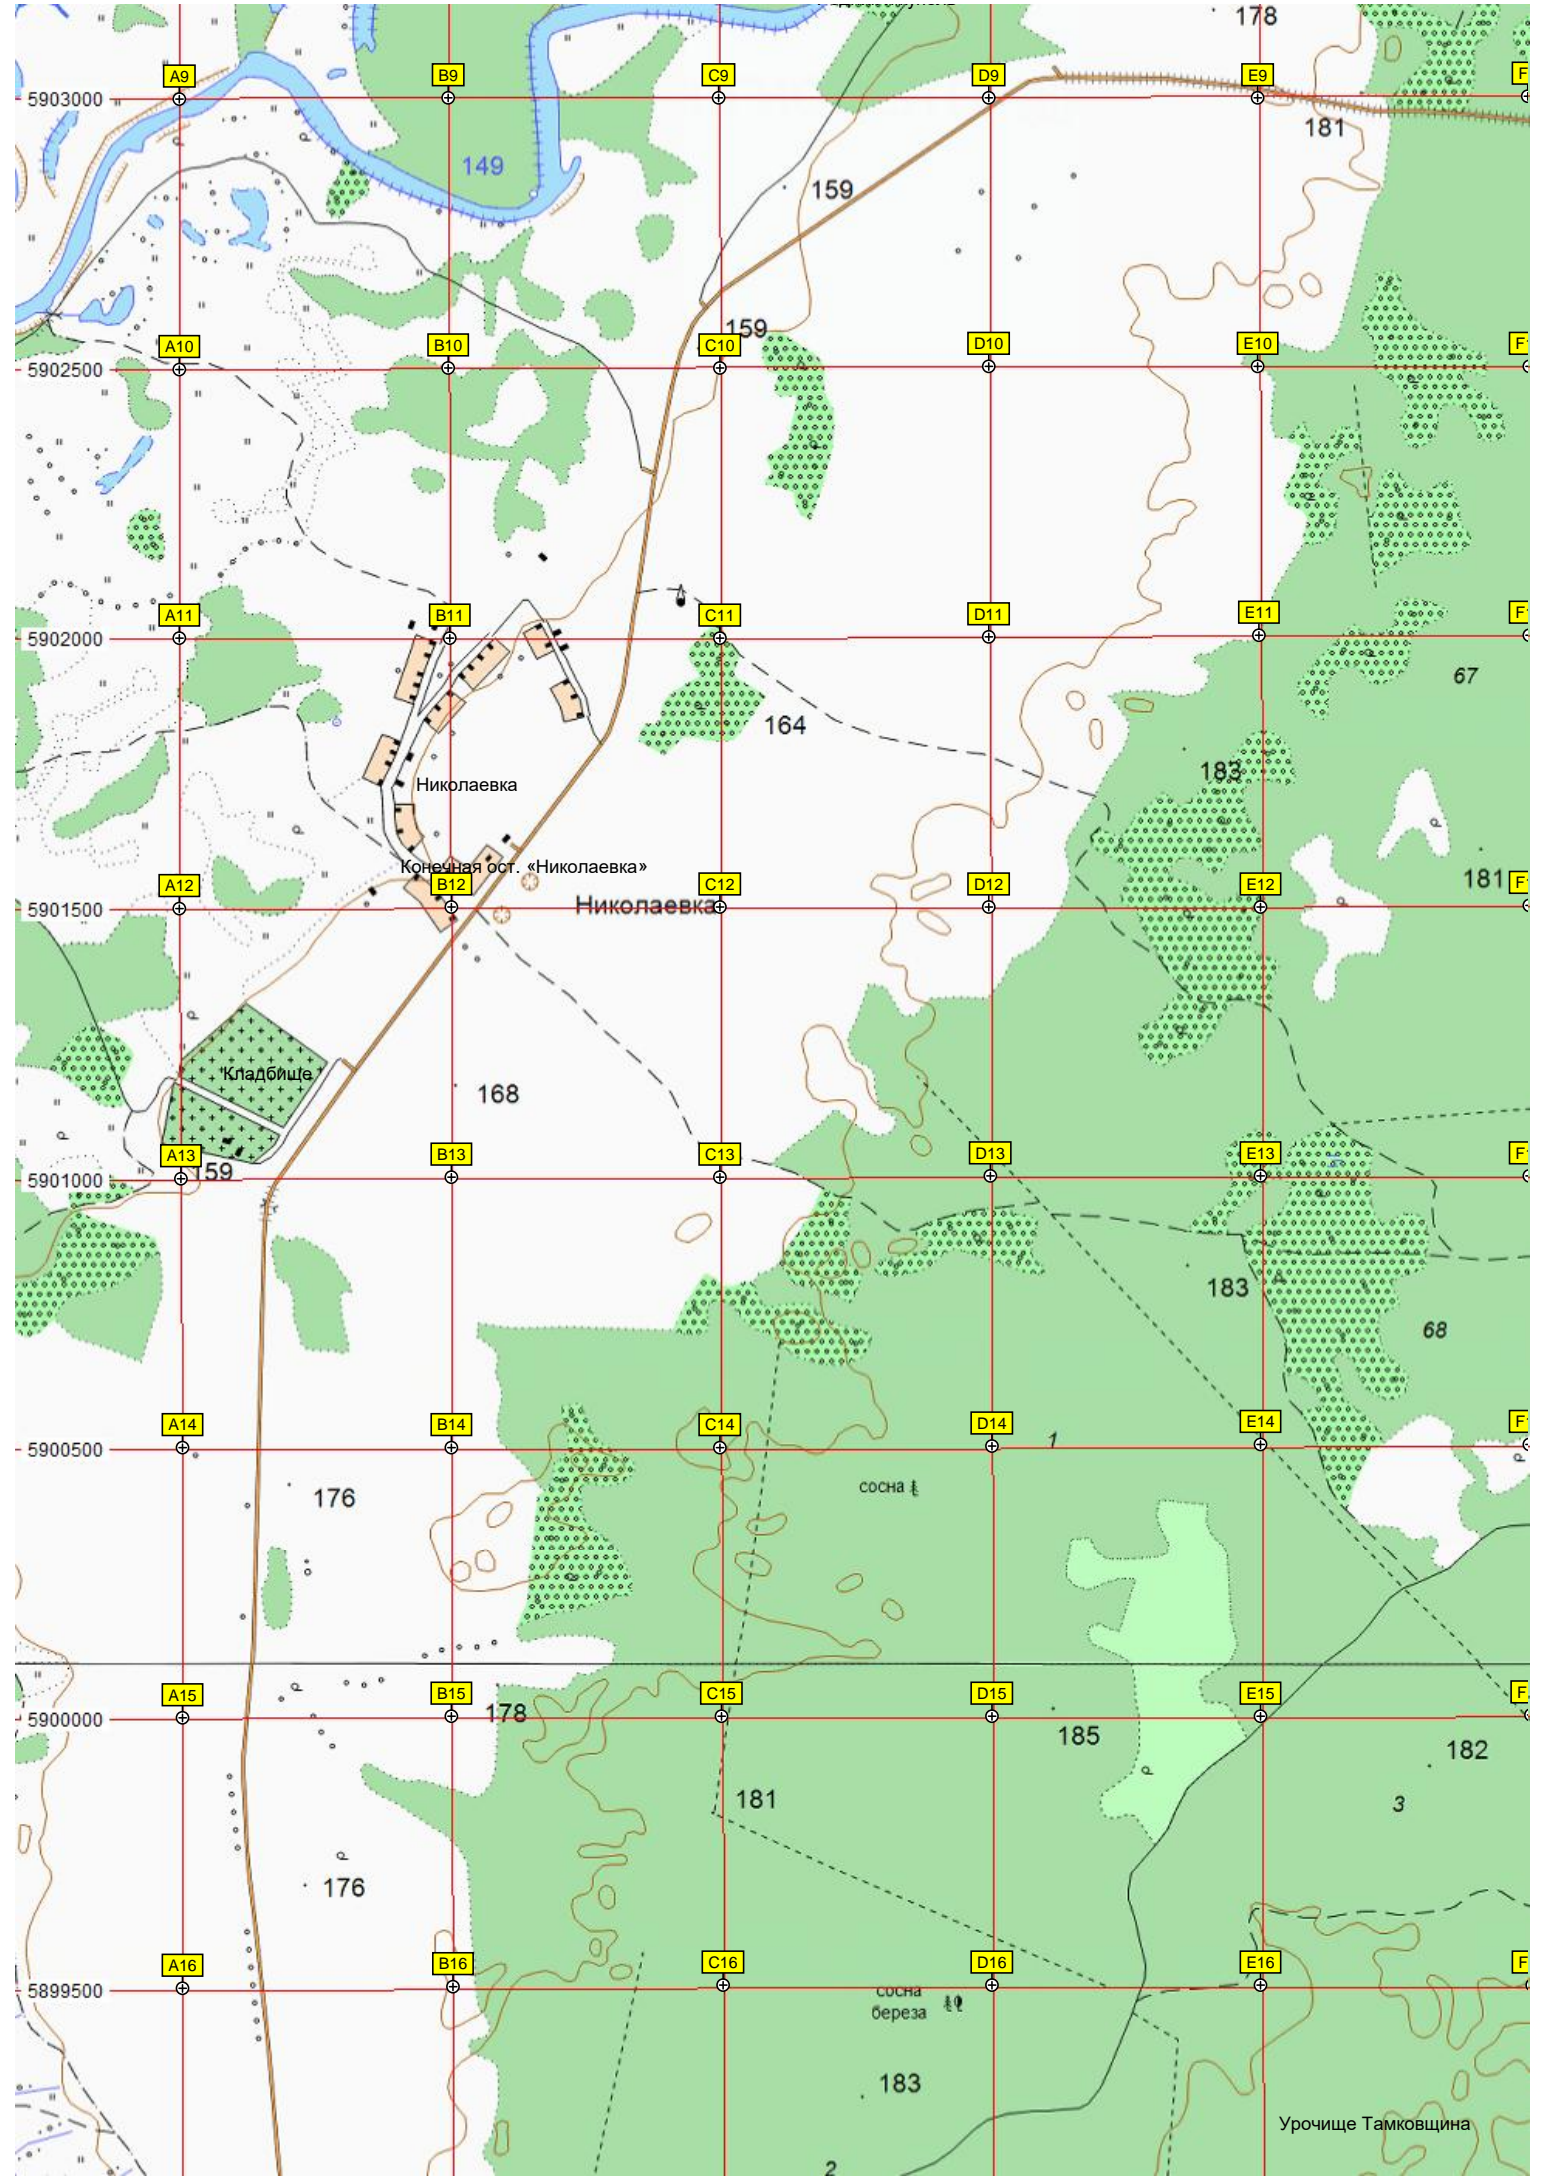 178
A9
B9
C9
D9
E9
F
5903000
181
149
159
159
A10
B10
C10
D10
E10
F
5902500
A11
B11
C11
D11
E11
F
5902000
67
164
183
Николаевка
181
Конечная ост. «Николаевка»
A12
B12
C12
D12
E12
F
5901500
Николаевка
Кладбище
168
A13
B13
C13
D13
E13
F
159
5901000
183
68
A14
B14
C14
D14
E14
F
5900500
1
сосна
176
A15
B15
C15
D15
E15
F
5900000
178
185
182
181
3
176
A16
B16
C16
D16
E16
F
5899500
сосна
береза
183
Урочище Тамковщина
2